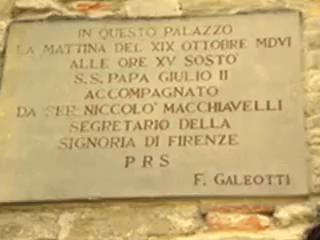 IN QUESTO PALAZZO
LA MATTINA DEL XIX OTTOBRE MDVI
ALLE ORE XV SOSTO'
S.S. PAPA GIULIO II
ACCOMPAGNATO
DA SER NICCOLO' MACCHIAVELLI
SEGRETARIO DELLA
SIGNORIA DI FIRENZE
P R S
F. GALEOTTI